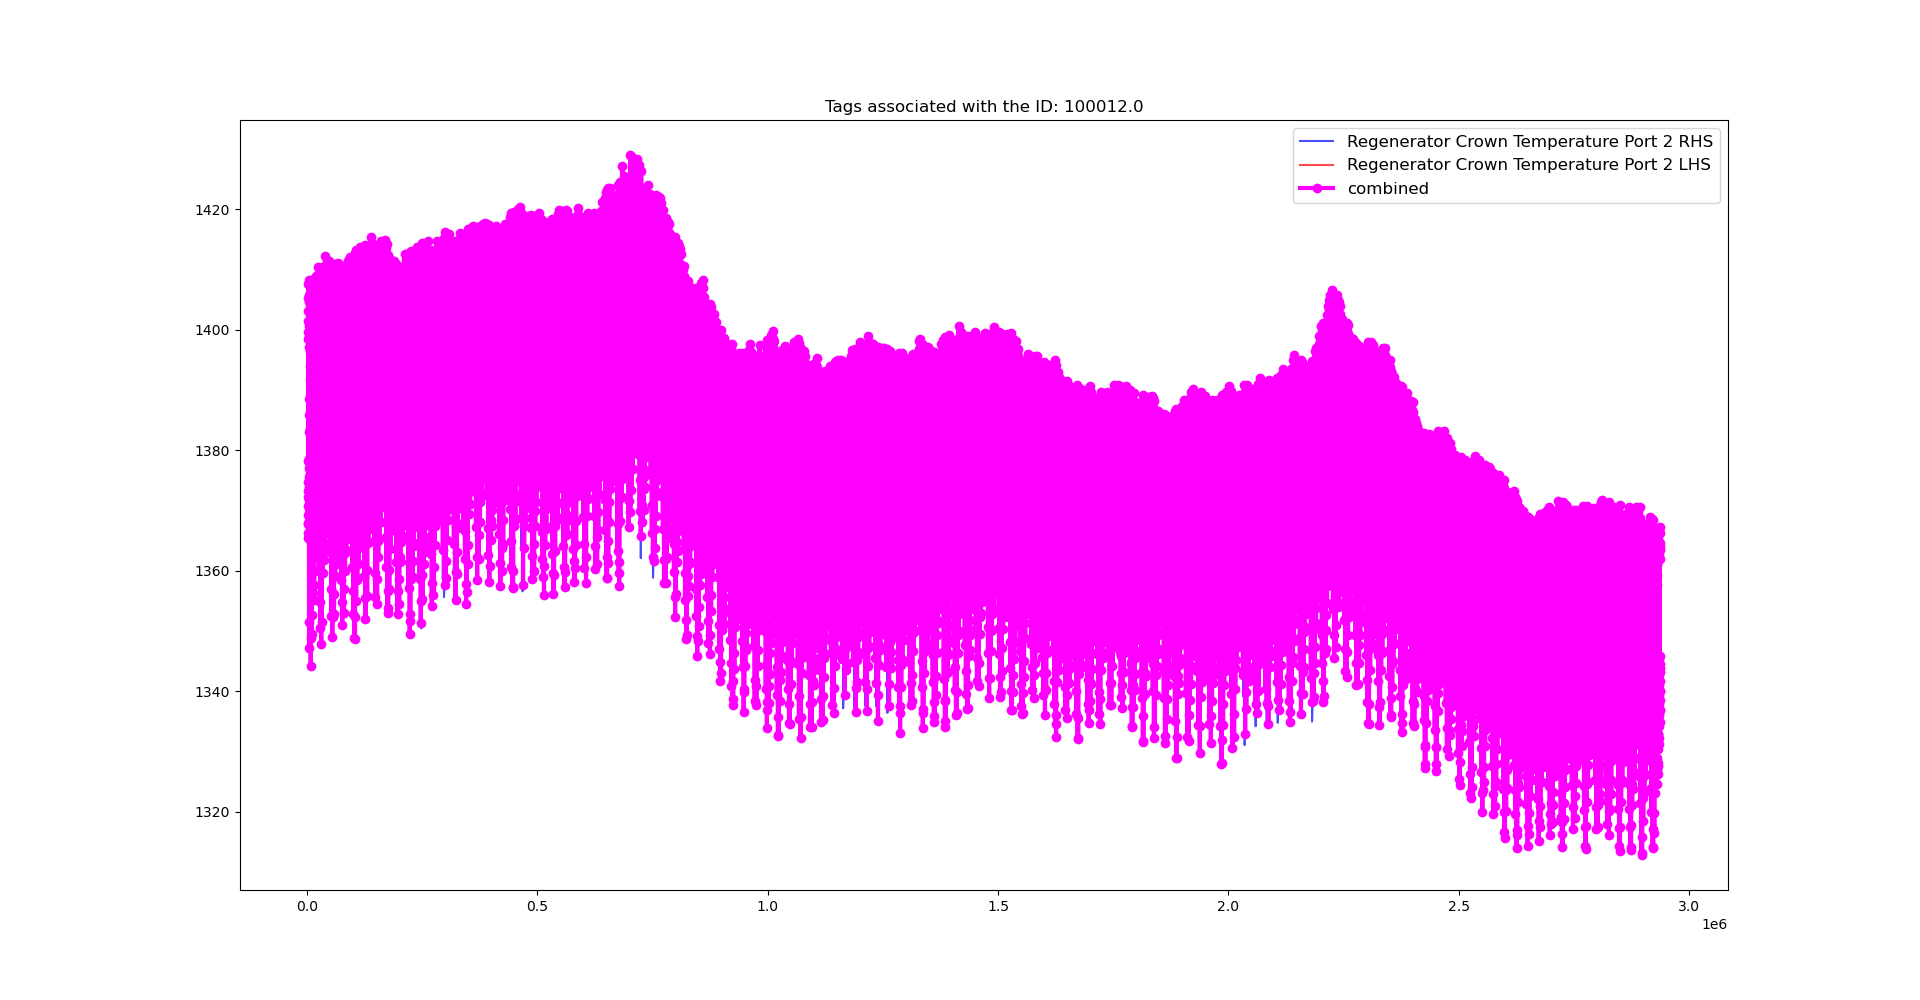 Tags associated with the ID: 100012.0
Regenerator Crown Temperature Port 2 RHS
Regenerator Crown Temperature Port 2 LHS
combined
1420
1400
1380
1360
1340
1320
0.0 0.5 1.0 1.5 2.0 2.5 3.0
1e6